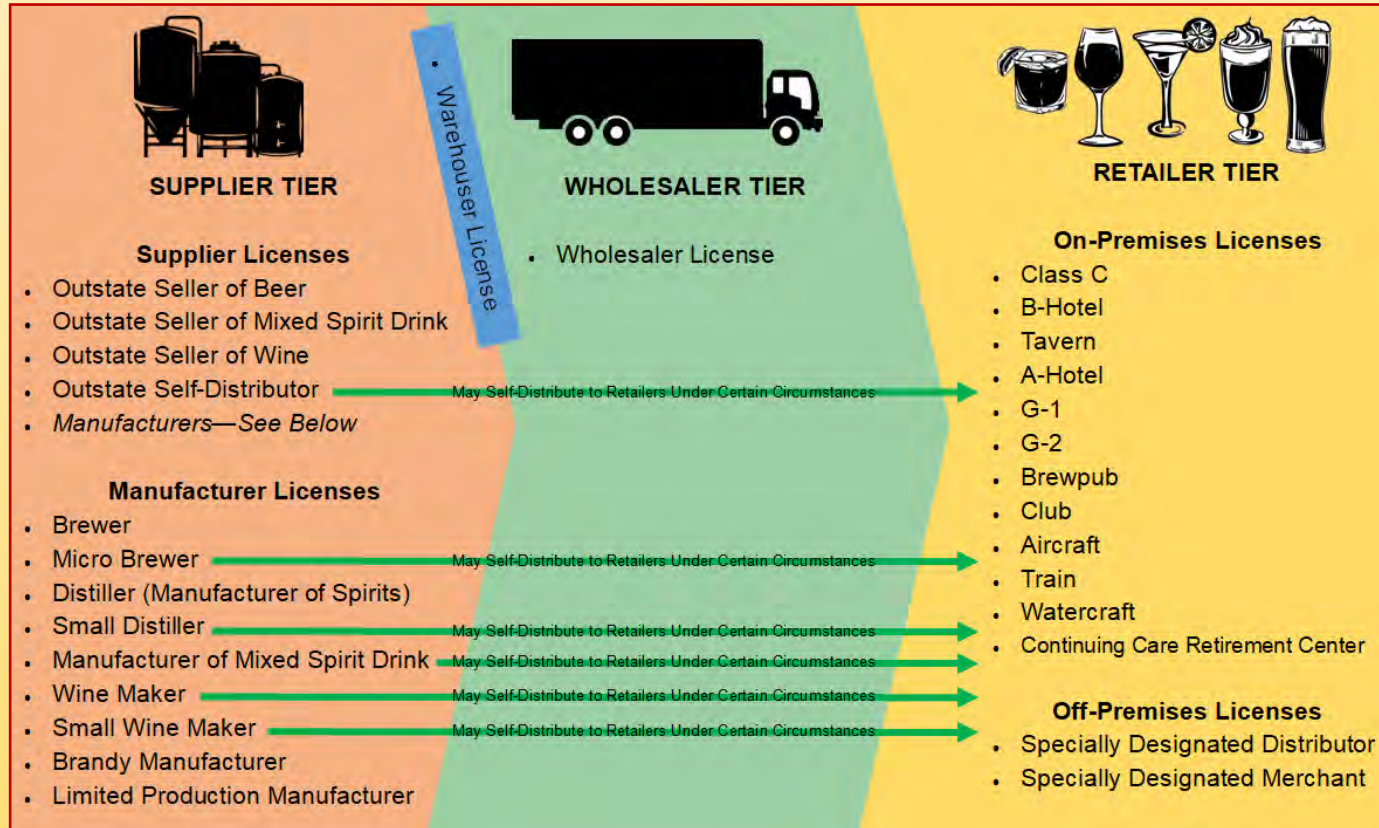 SUPPLIER TIER
Supplier Licenses
• Outstate Seller of Beer
• Outstate Seller of Mixed Spirit Drink
• Outstate Seller of Wine
• Outstate Self-Distributor
May Self-Distribute to Retailers Under Certain Circumstances
• Manufacturers—See Below
Manufacturer Licenses
• Brewer
• Micro Brewer
May Self-Distribute to Retailers Under Certain Circumstances
• Distiller (Manufacturer of Spirits)
• Small Distiller
May Self-Distribute to Retailers Under Certain Circumstances
• Manufacturer of Mixed Spirit Drink
May Self-Distribute to Retailers Under Certain Circumstances
• Wine Maker
May Self-Distribute to Retailers Under Certain Circumstances
• Small Wine Maker
May Self-Distribute to Retailers Under Certain Circumstances
• Brandy Manufacturer
• Limited Production Manufacturer
• Warehouser License
WHOLESALER TIER
• Wholesaler License
RETAILER TIER
On-Premises Licenses
• Class C
• B-Hotel
• Tavern
• A-Hotel
• G-1
• G-2
• Brewpub
• Club
• Aircraft
• Train
• Watercraft
• Continuing Care Retirement Center
Off-Premises Licenses
• Specially Designated Distributor
• Specially Designated Merchant